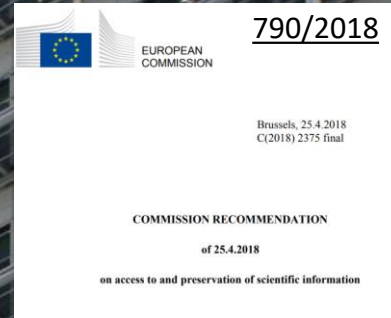 790/2018
EUROPEAN
COMMISSION
Brussels, 25.4.2018
C(2018) 2375 final
COMMISSION RECOMMENDATION
of 25.4.2018
on access to and preservation of scientific information